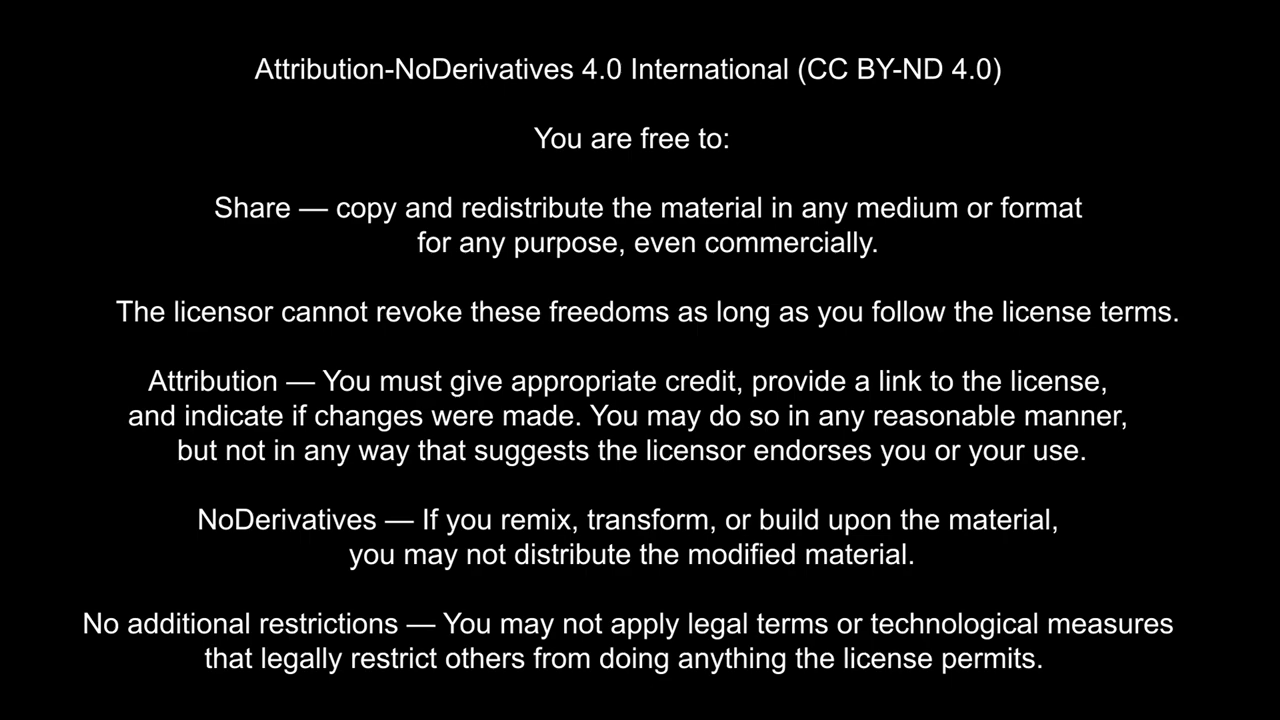 Attribution-NoDerivatives 4.0 International (CC BY-ND 4.0)
You are free to:
Share — copy and redistribute the material in any medium or format
for any purpose, even commercially.
The licensor cannot revoke these freedoms as long as you follow the license terms.
Attribution — You must give appropriate credit, provide a link to the license,
and indicate if changes were made. You may do so in any reasonable manner,
but not in any way that suggests the licensor endorses you or your use.
NoDerivatives — If you remix, transform, or build upon the material,
you may not distribute the modified material.
No additional restrictions — You may not apply legal terms or technological measures
that legally restrict others from doing anything the license permits.